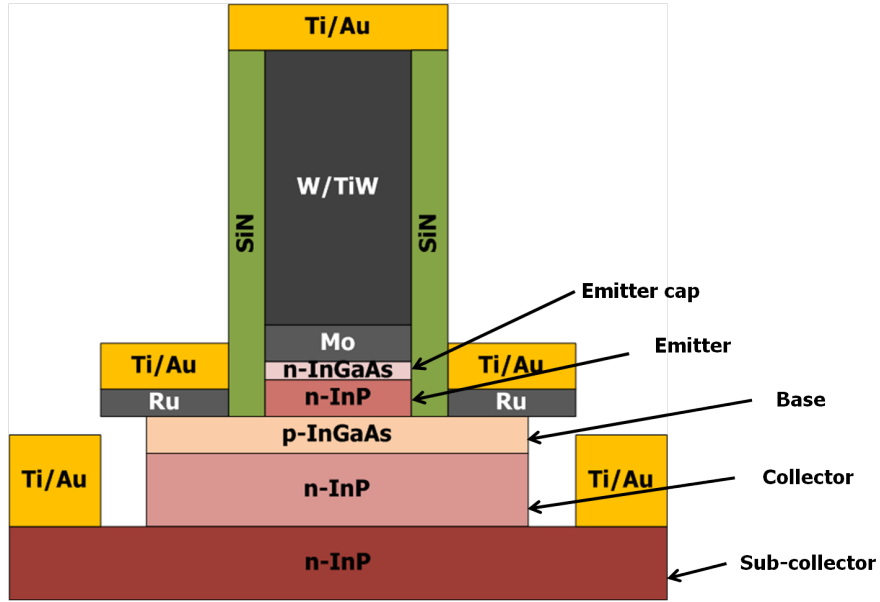 Ti/Au
W/TiW
SiN
SiN
Emitter cap
Mo
Emitter
Ti/Au
n-InGaAs
Ti/Au
Ru
n-InP
Ru
Base
p-InGaAs
Ti/Au
n-InP
Ti/Au
Collector
n-InP
Sub-collector